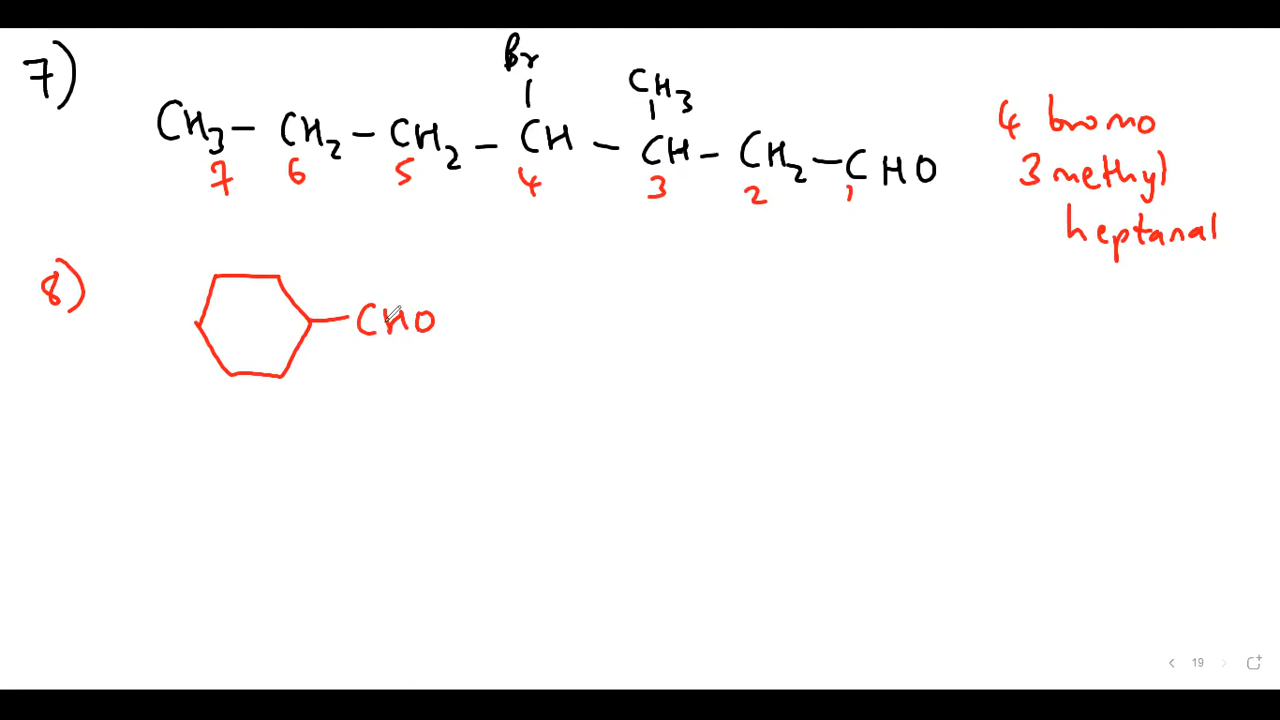 7)
Br
CH3
CH3 – CH2 – CH2 – CH – CH – CH2 – CHO
7 6 5 4 3 2 1
4 bromo
3 methyl
heptanal
8)
CHO
19